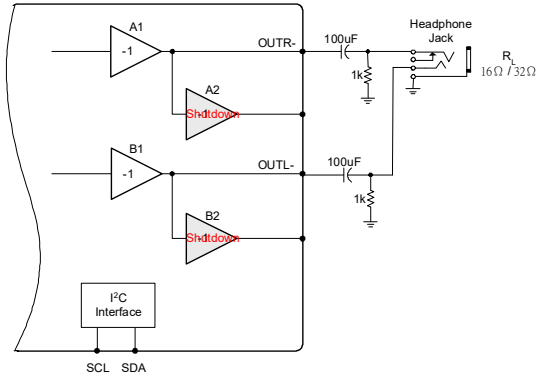 A1
-1
OUTR-
100uF
1k
Headphone
Jack
RL
16Ω / 32Ω
A2
Shutdown
B1
-1
OUTL-
100uF
1k
B2
Shutdown
I²C
Interface
SCL SDA